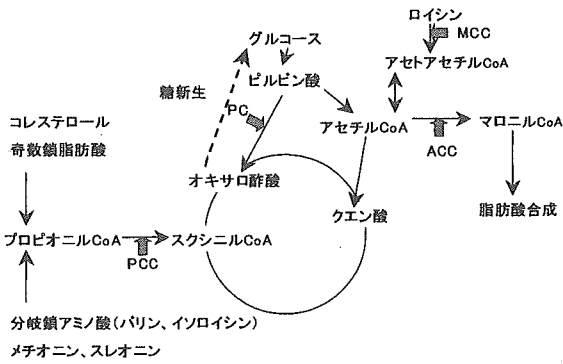 ロイシン
MCC
グルコース
アセトアセチルCoA
ピルビン酸
糖新生
PC
コレステロール
アセチルCoA
マロニルCoA
奇数鎖脂肪酸
ACC
オキサロ酢酸
クエン酸
脂肪酸合成
プロピオニルCoA
スクシニルCoA
PCC
分岐鎖アミノ酸(バリン、イソロイシン)
メチオニン、スレオニン